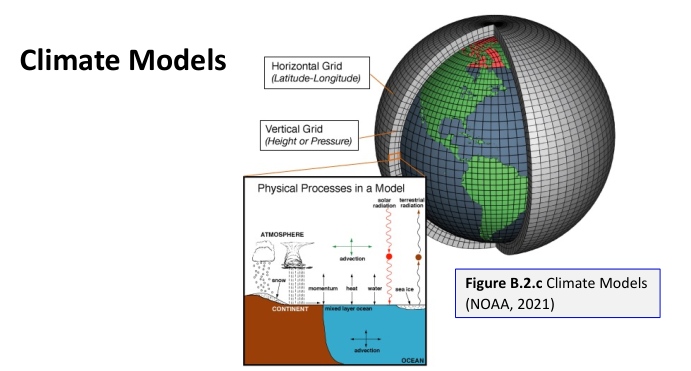 Climate Models
Horizontal Grid
(Latitude-Longitude)
Vertical Grid
(Height or Pressure)
Physical Processes in a Model
solar
radiation
terrestrial
radiation
ATMOSPHERE
advection
snow
momentum
heat
water
sea ice
CONTINENT
mixed layer ocean
advection
OCEAN
Figure B.2.c Climate Models
(NOAA, 2021)